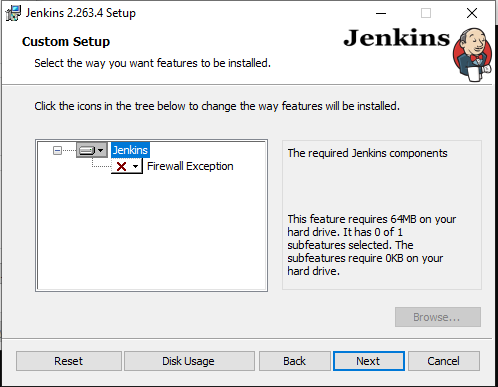 Jenkins 2.263.4 Setup
Custom Setup
Select the way you want features to be installed.
Jenkins
Click the icons in the tree below to change the way features will be installed.
Jenkins
Firewall Exception
The required Jenkins components
This feature requires 64MB on your
hard drive. It has 0 of 1
subfeatures selected. The
subfeatures require 0KB on your
hard drive.
Browse...
Reset
Disk Usage
Back
Next
Cancel